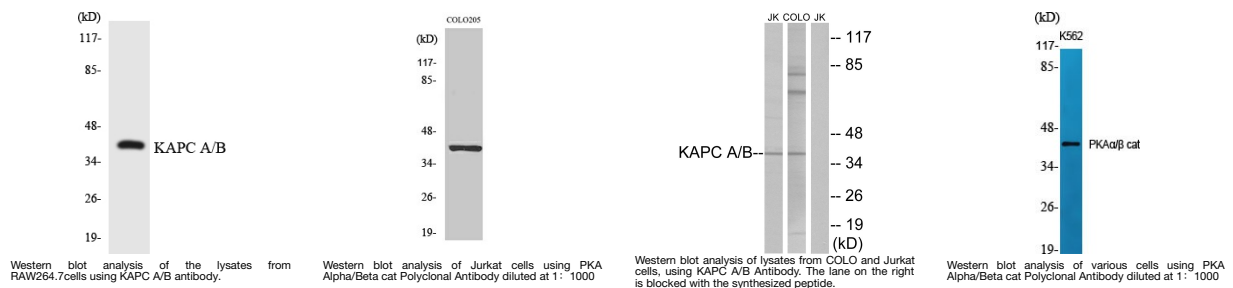 (kD)
117-
85-
48-
34-
26-
19-
KAPC A/B
Western blot analysis of the lysates from
RAW264.7cells using KAPC A/B antibody.
COLO205
(kD)
117-
85-
48-
34-
26-
19-
Western blot analysis of Jurkat cells using PKA
Alpha/Beta cat Polyclonal Antibody diluted at 1：1000
JK COLO JK
-- 117
-- 85
-- 48
KAPC A/B--
-- 34
-- 26
-- 19
(kD)
Western blot analysis of lysates from COLO and Jurkat
cells, using KAPC A/B Antibody. The lane on the right
is blocked with the synthesized peptide.
(kD)
K562
117-
85-
48-
PKAα/β cat
34-
26-
19-
Western blot analysis of various cells using PKA
Alpha/Beta cat Polyclonal Antibody diluted at 1：1000